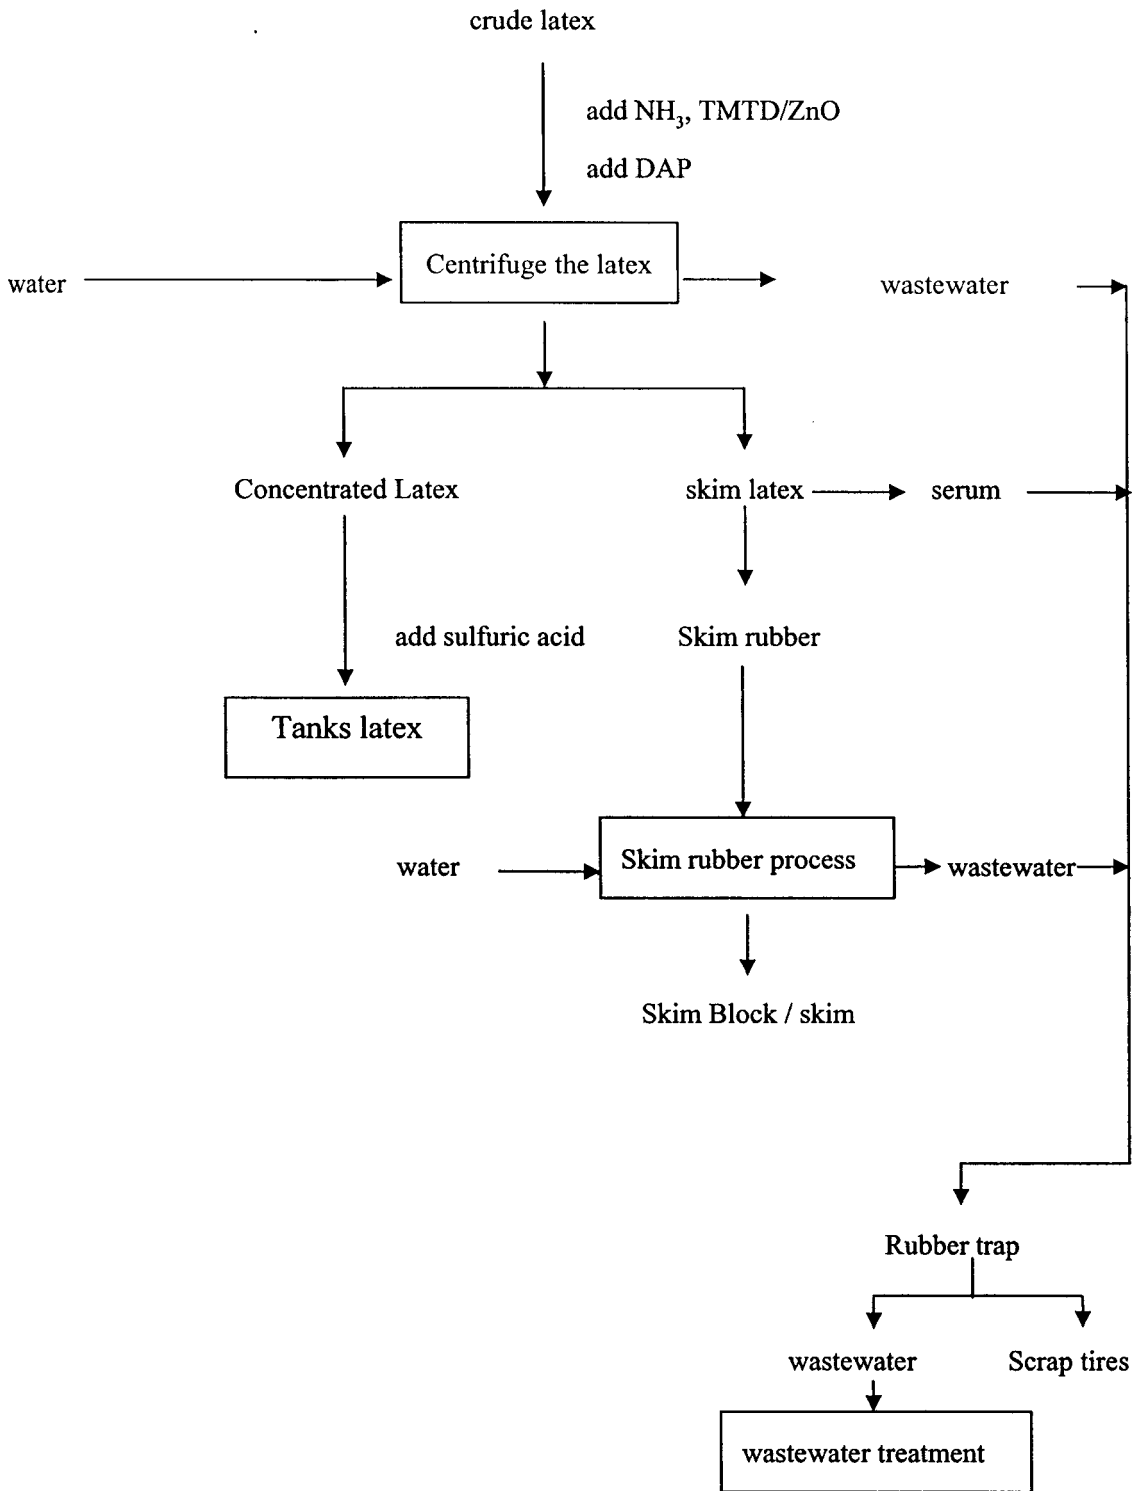 crude latex
add NH₃, TMTD/ZnO
add DAP
Centrifuge the latex
water
wastewater
Concentrated Latex
skim latex
serum
add sulfuric acid
Skim rubber
Tanks latex
water
Skim rubber process
wastewater
Skim Block / skim
Rubber trap
wastewater
Scrap tires
wastewater treatment